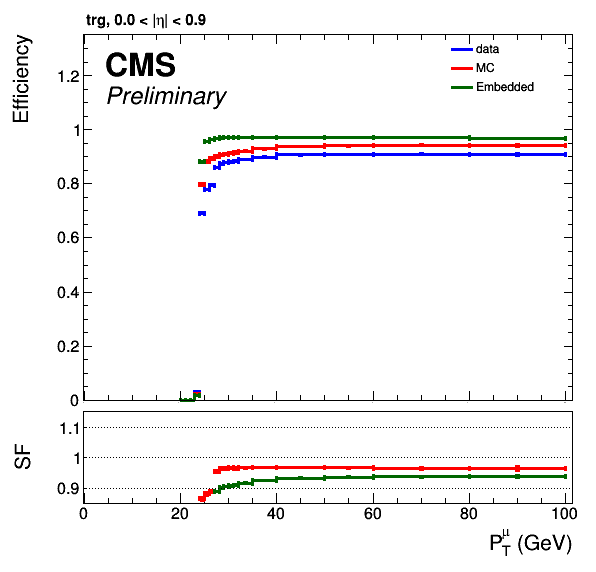 trg, 0.0 < |η| < 0.9
Efficiency
CMS
Preliminary
data
MC
Embedded
1.2
1
0.8
0.6
0.4
0.2
0
SF
1.1
1
0.9
0 20 40 60 80 100
P_T^μ (GeV)